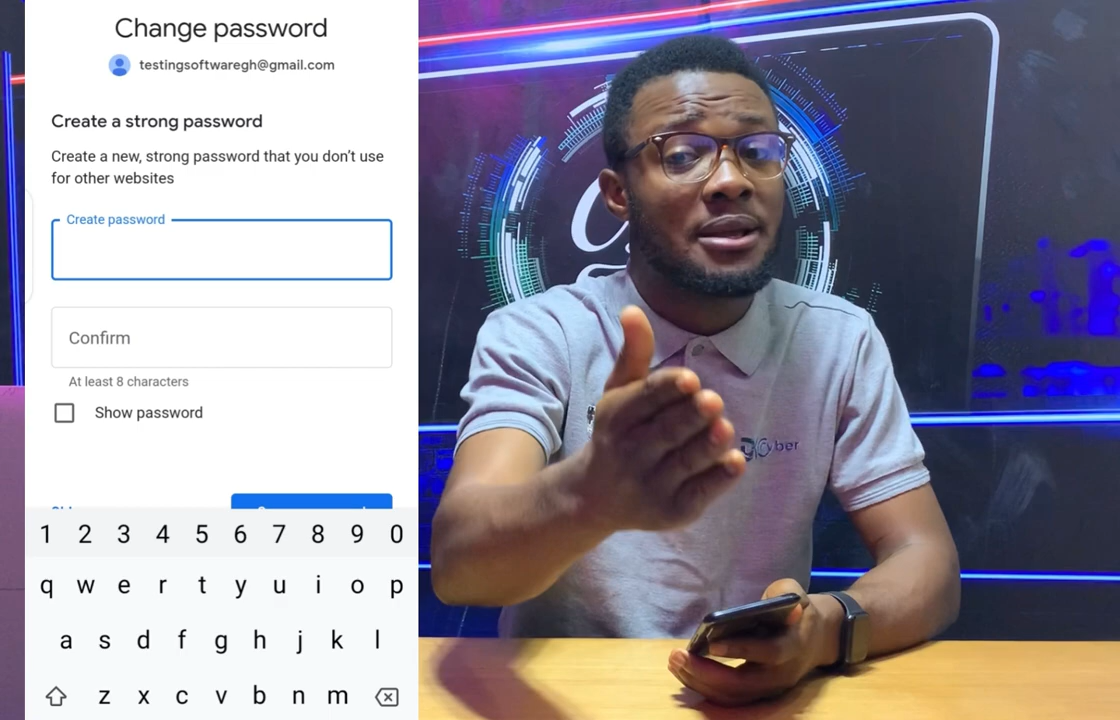 Change password
testingsoftwaregh@gmail.com
Create a strong password
Create a new, strong password that you don't use
for other websites
Create password
Confirm
At least 8 characters
Show password
1 2 3 4 5 6 7 8 9 0
q w e r t y u i o p
a s d f g h j k l
z x c v b n m
yber